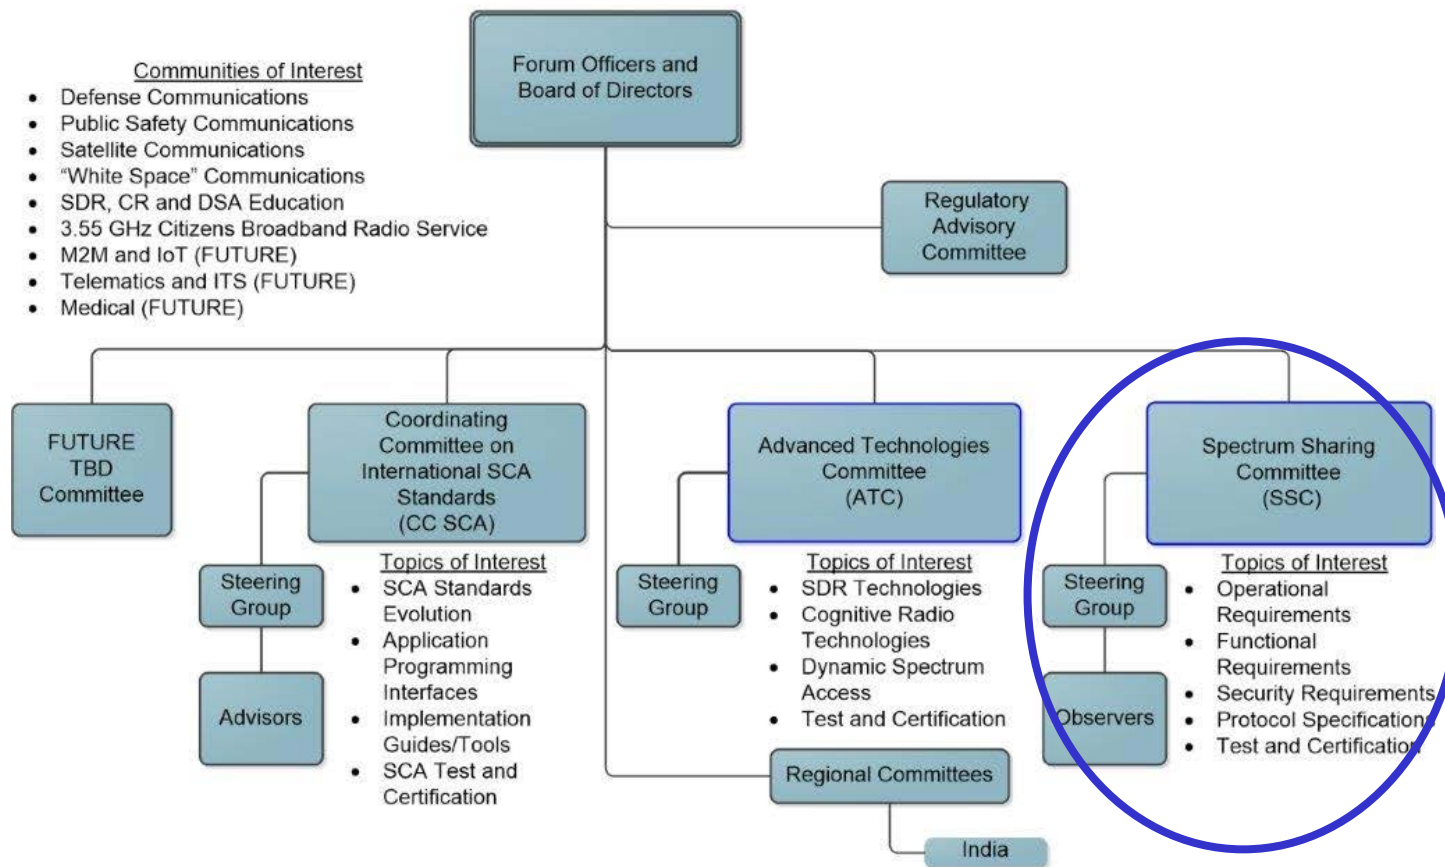 Forum Officers and
Board of Directors
Communities of Interest
• Defense Communications
• Public Safety Communications
• Satellite Communications
• “White Space” Communications
• SDR, CR and DSA Education
• 3.55 GHz Citizens Broadband Radio Service
• M2M and IoT (FUTURE)
• Telematics and ITS (FUTURE)
• Medical (FUTURE)
Regulatory
Advisory
Committee
FUTURE
TBD
Committee
Coordinating
Committee on
International SCA
Standards
(CC SCA)
Steering
Group
Advisors
Topics of Interest
• SCA Standards
Evolution
• Application
Programming
Interfaces
• Implementation
Guides/Tools
• SCA Test and
Certification
Advanced Technologies
Committee
(ATC)
Steering
Group
Topics of Interest
• SDR Technologies
• Cognitive Radio
Technologies
• Dynamic Spectrum
Access
• Test and Certification
Regional Committees
India
Spectrum Sharing
Committee
(SSC)
Steering
Group
Observers
Topics of Interest
• Operational
Requirements
• Functional
Requirements
• Security Requirements
• Protocol Specifications
• Test and Certification